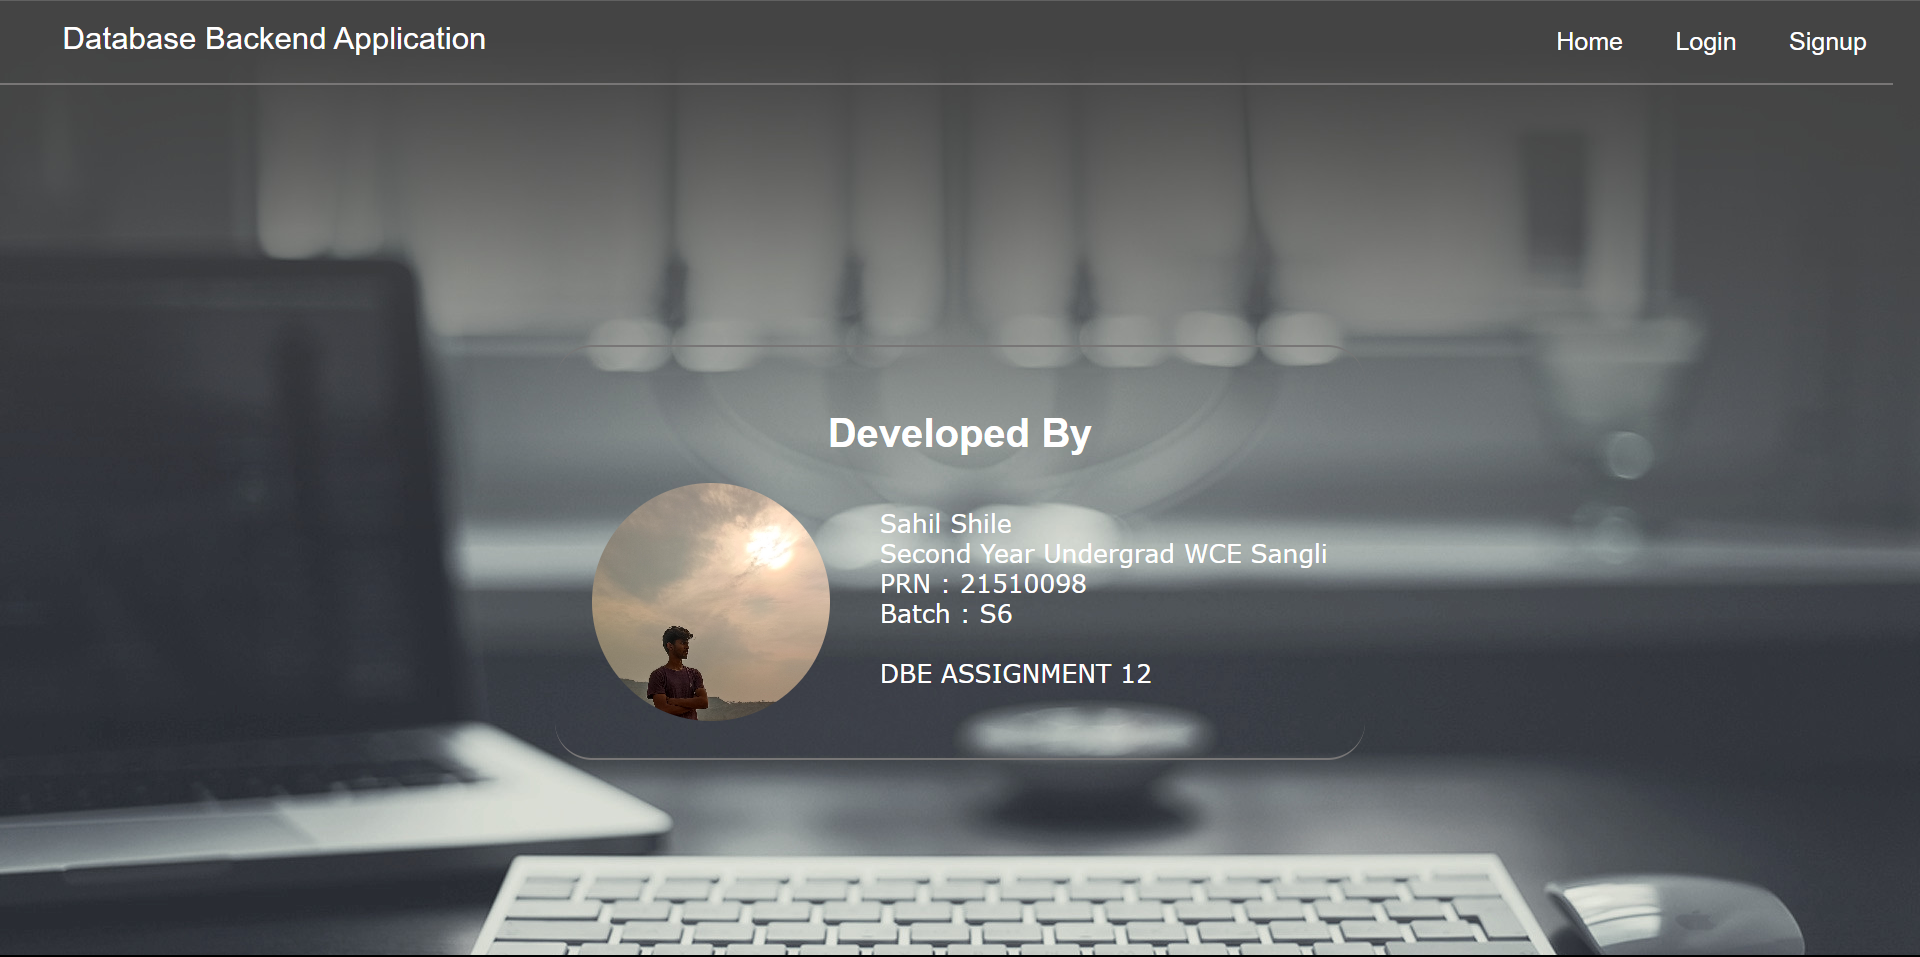 Database Backend Application
Home Login Signup
Developed By
Sahil Shile
Second Year Undergrad WCE Sangli
PRN : 21510098
Batch : S6
DBE ASSIGNMENT 12